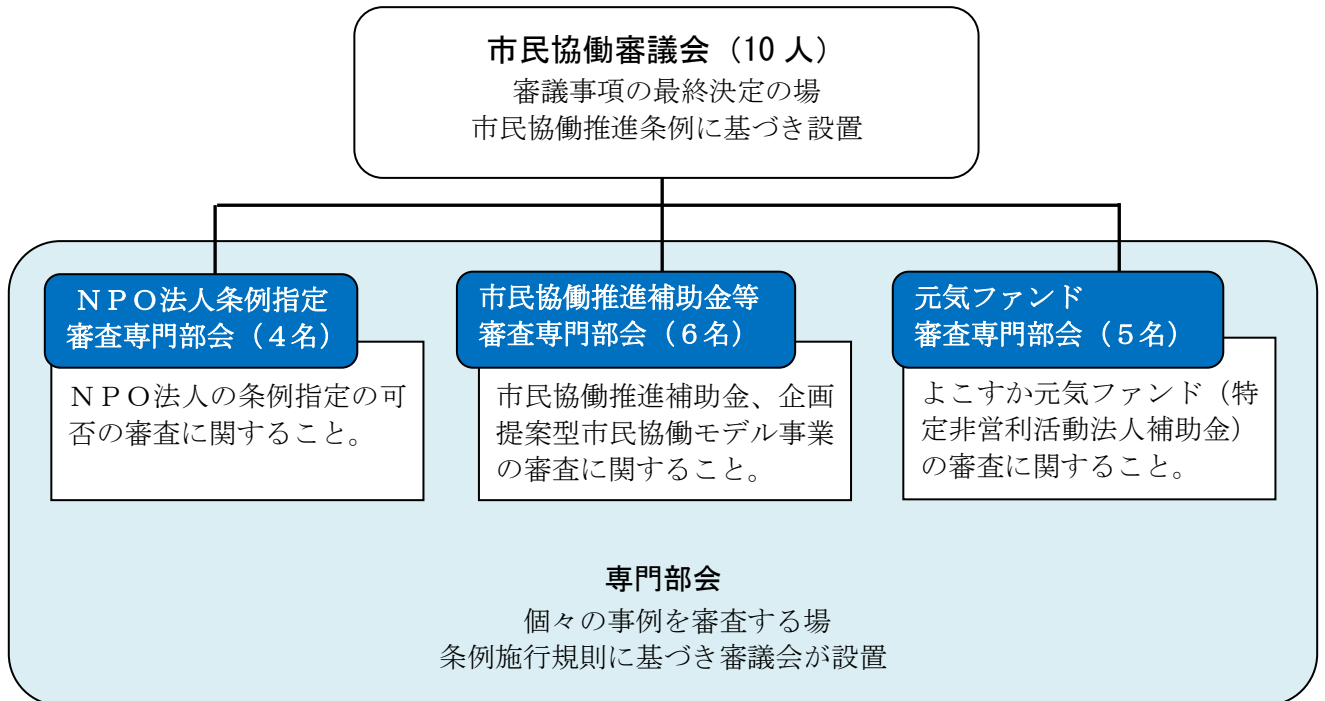 市民協働審議会（10 人）
審議事項の最終決定の場
市民協働推進条例に基づき設置
ＮＰＯ法人条例指定
審査専門部会（４名）
ＮＰＯ法人の条例指定の可
否の審査に関すること。
市民協働推進補助金等
審査専門部会（６名）
市民協働推進補助金、企画
提案型市民協働モデル事業
の審査に関すること。
元気ファンド
審査専門部会（５名）
よこすか元気ファンド（特
定非営利活動法人補助金）
の審査に関すること。
専門部会
個々の事例を審査する場
条例施行規則に基づき審議会が設置